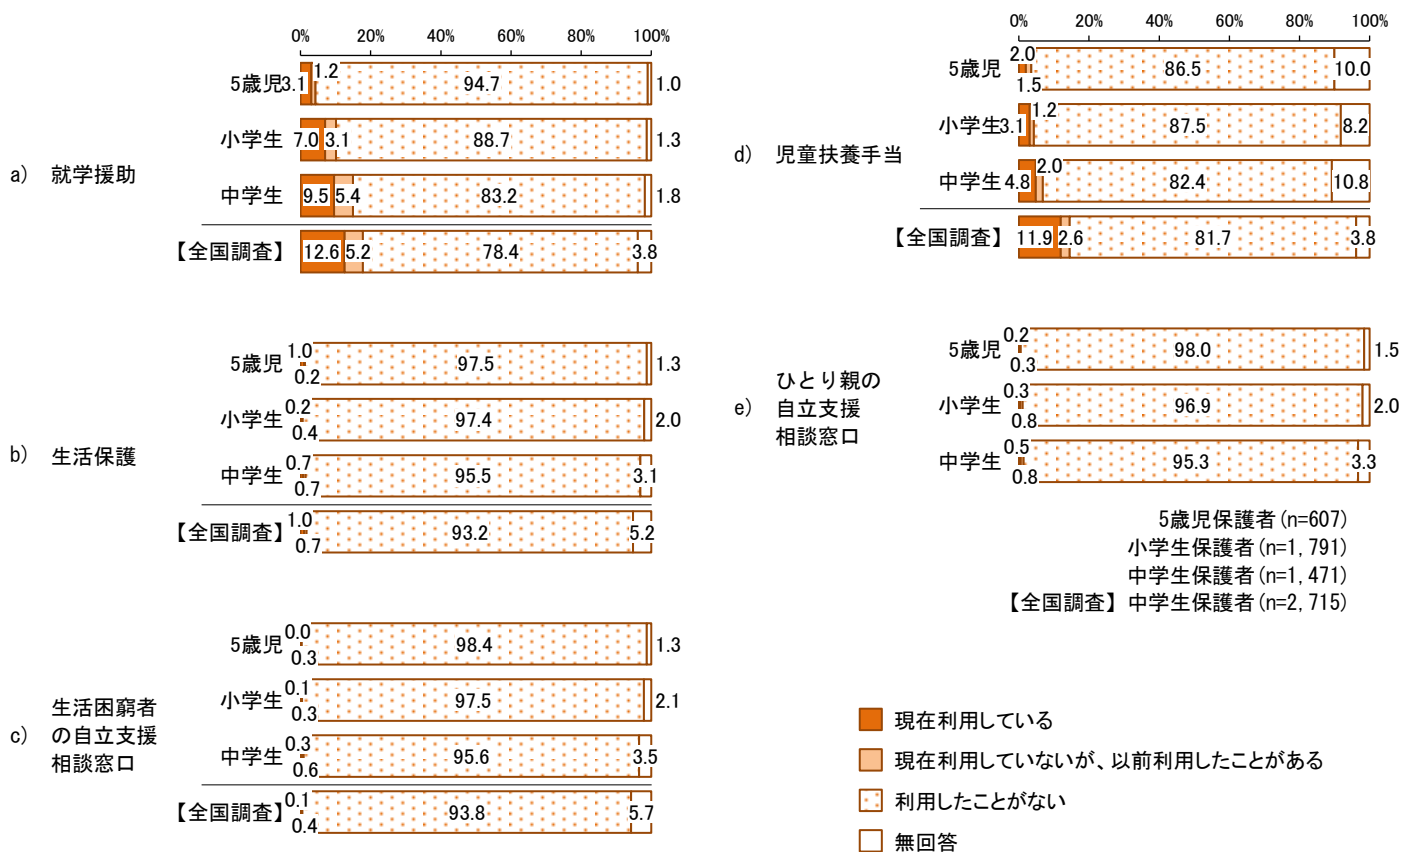 0% 20% 40% 60% 80% 100%
a) 就学援助
5歳児 3.1 1.2 94.7 1.0
小学生 7.0 3.1 88.7 1.3
中学生 9.5 5.4 83.2 1.8
【全国調査】 12.6 5.2 78.4 3.8
b) 生活保護
5歳児 1.0 0.2 97.5 1.3
小学生 0.2 0.4 97.4 2.0
中学生 0.7 0.7 95.5 3.1
【全国調査】 1.0 0.7 93.2 5.2
c) 生活困窮者
の自立支援
相談窓口
5歳児 0.0 0.3 98.4 1.3
小学生 0.1 0.3 97.5 2.1
中学生 0.3 0.6 95.6 3.5
【全国調査】 0.1 0.4 93.8 5.7
0% 20% 40% 60% 80% 100%
d) 児童扶養手当
5歳児 2.0 1.5 86.5 10.0
小学生 3.1 1.2 87.5 8.2
中学生 4.8 2.0 82.4 10.8
【全国調査】 11.9 2.6 81.7 3.8
e) ひとり親の
自立支援
相談窓口
5歳児 0.2 0.3 98.0 1.5
小学生 0.3 0.8 96.9 2.0
中学生 0.5 0.8 95.3 3.3
5歳児保護者(n=607)
小学生保護者(n=1,791)
中学生保護者(n=1,471)
【全国調査】中学生保護者(n=2,715)
現在利用している
現在利用していないが、以前利用したことがある
利用したことがない
無回答